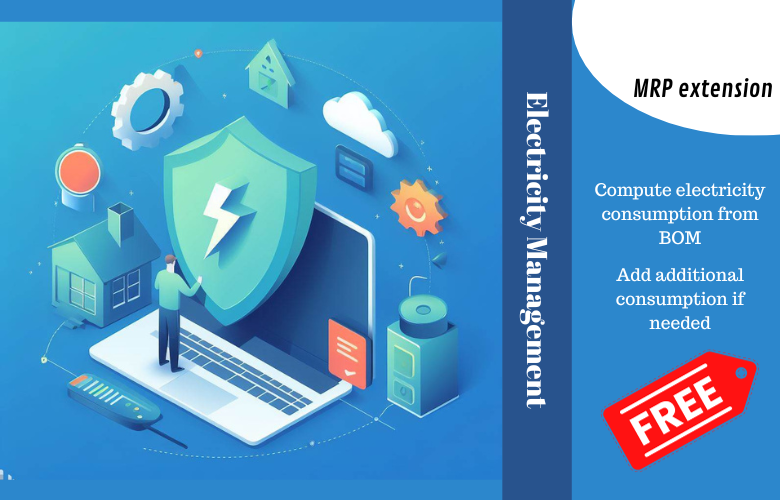 Electricity Management
MRP extension
Compute electricity
consumption from
BOM
Add additional
consumption if
needed
FREE